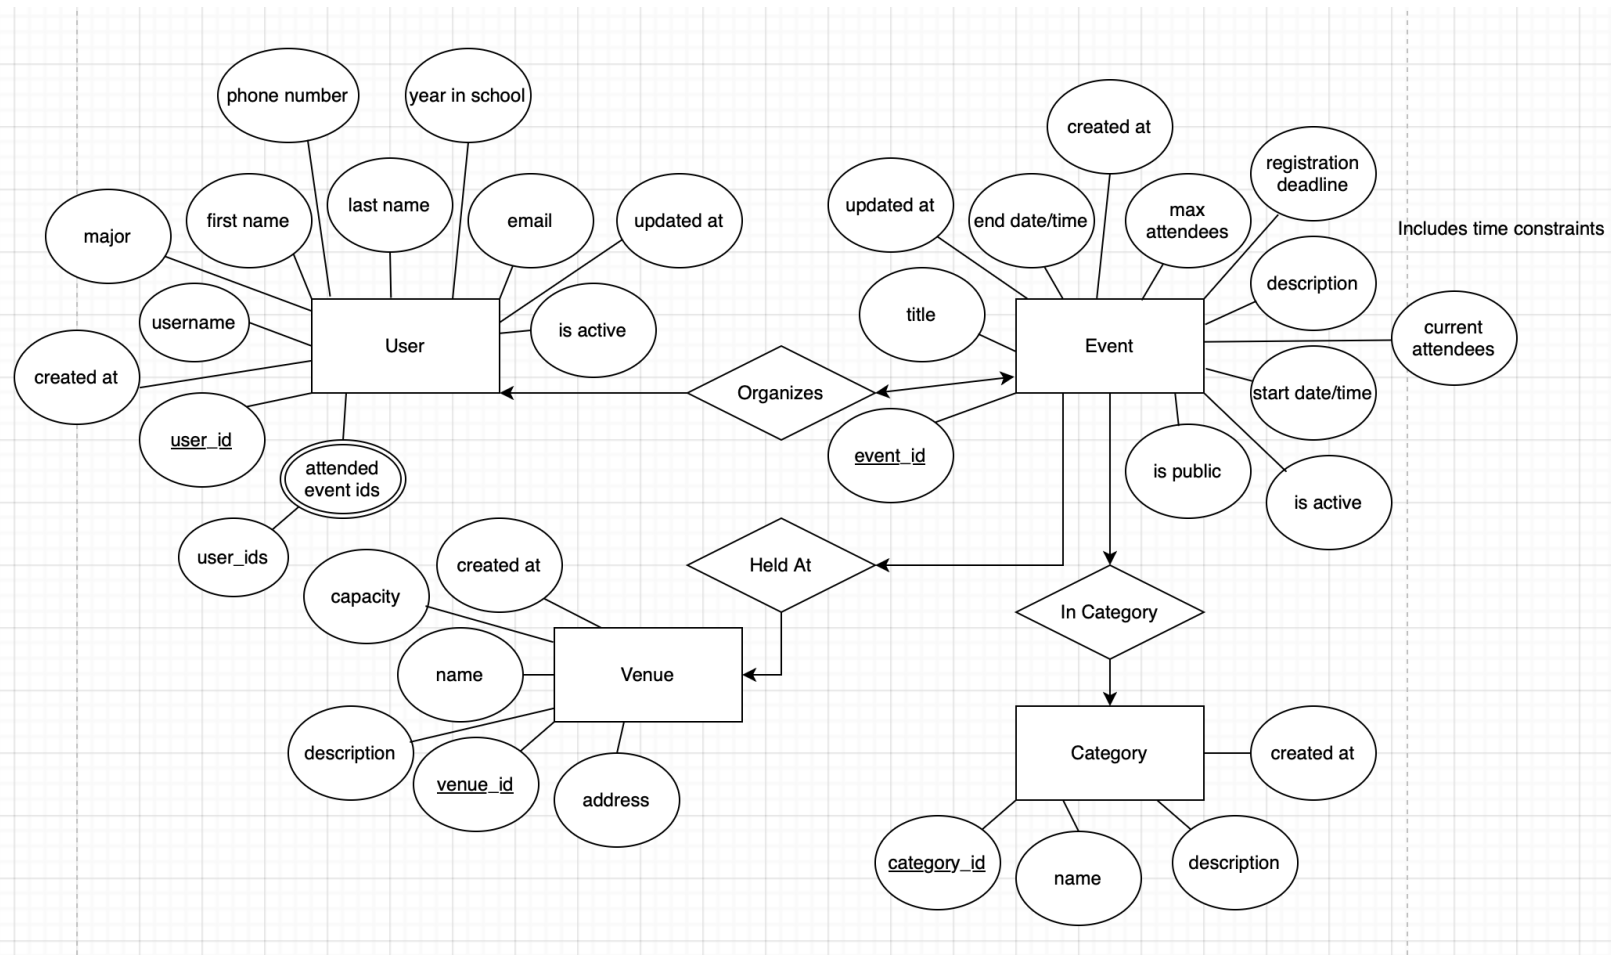 phone number
year in school
created at
registration
deadline
last name
updated at
first name
email
updated at
end date/time
max
attendees
Includes time constraints
major
description
username
title
is active
User
Event
current
attendees
created at
Organizes
start date/time
user_id
event_id
attended
event ids
is public
is active
user_ids
created at
Held At
capacity
In Category
name
Venue
description
Category
created at
venue_id
address
category_id
name
description